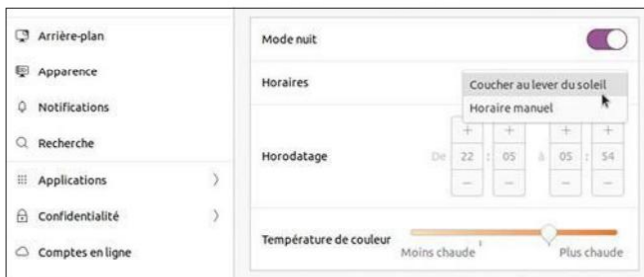 Arrière-plan
Apparence
Notifications
Recherche
Applications
Confidentialité
Comptes en ligne
Mode nuit
Horaires
Coucher au lever du soleil
Horaire manuel
Horodatage
+ + + +
De 22 : 05 à 05 : 54
− − − −
Température de couleur
Moins chaude Plus chaude